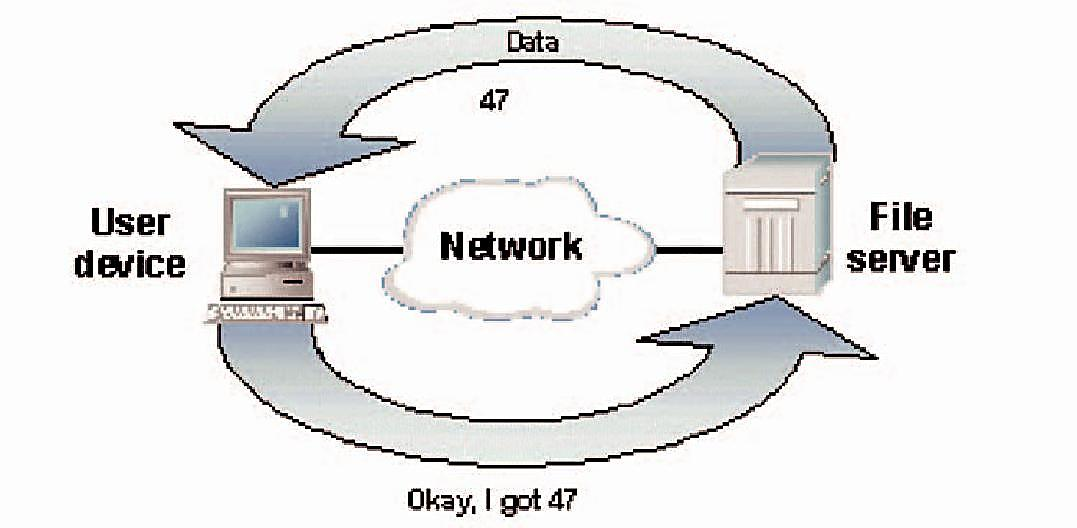 Data
47
User
device
Network
File
server
Okay, I got 47